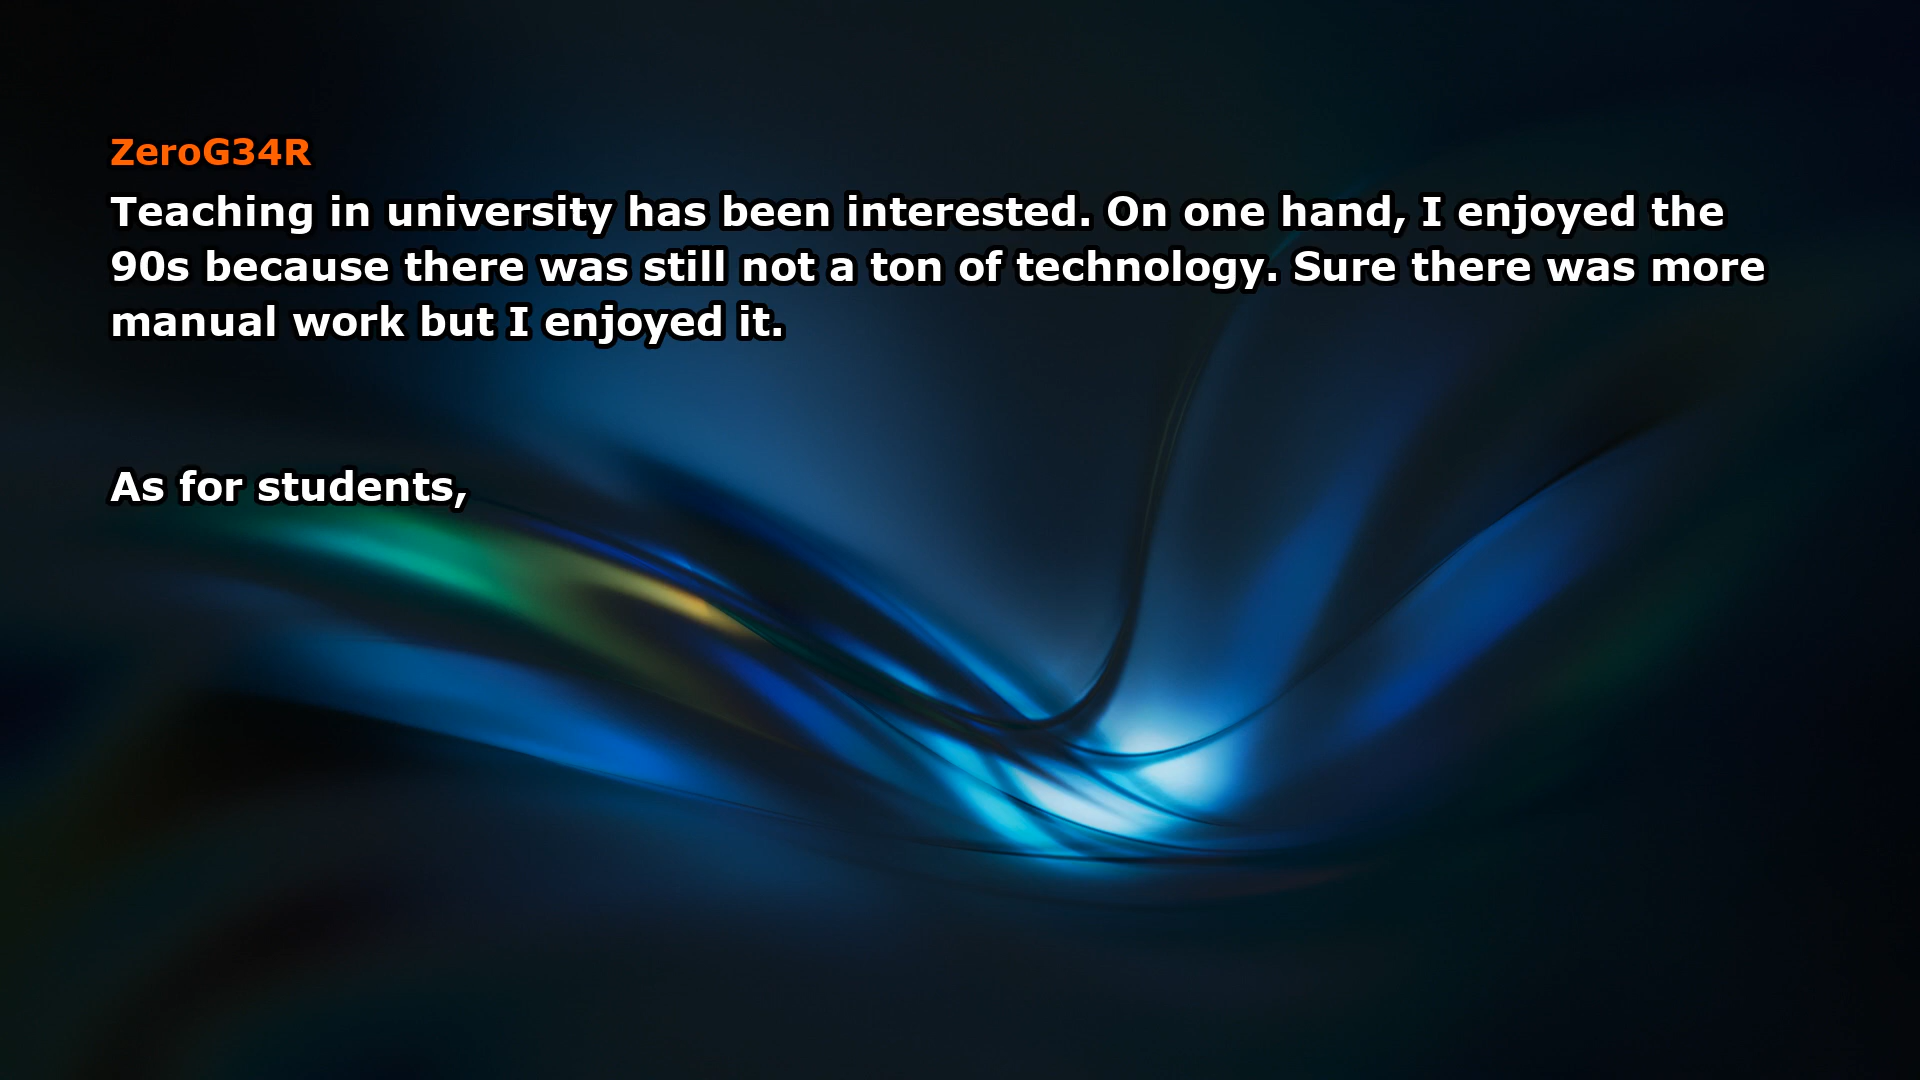 ZeroG34R
Teaching in university has been interested. On one hand, I enjoyed the
90s because there was still not a ton of technology. Sure there was more
manual work but I enjoyed it.
As for students,